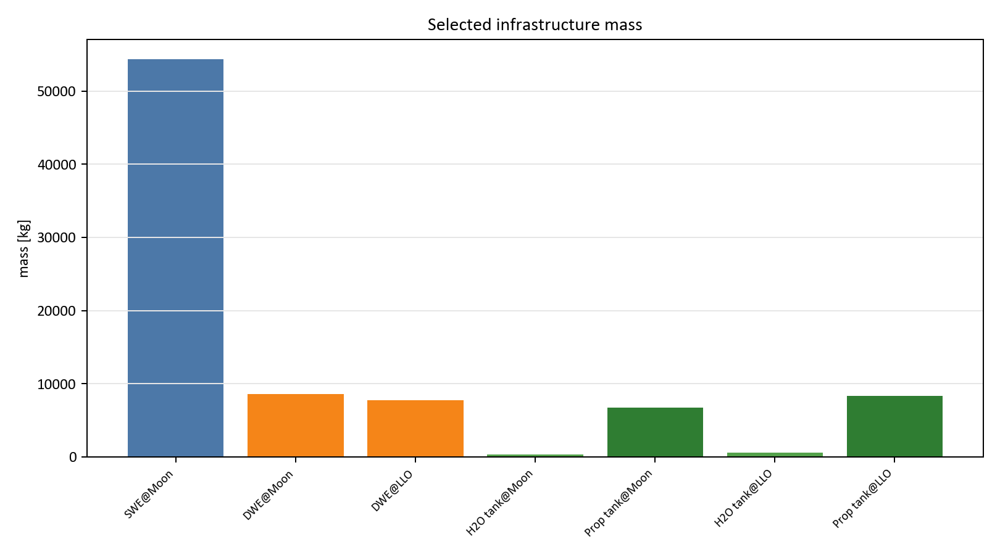 Selected infrastructure mass
mass [kg]
50000
40000
30000
20000
10000
0
SWE@Moon
DWE@Moon
DWE@LLO
H2O tank@Moon
Prop tank@Moon
H2O tank@LLO
Prop tank@LLO